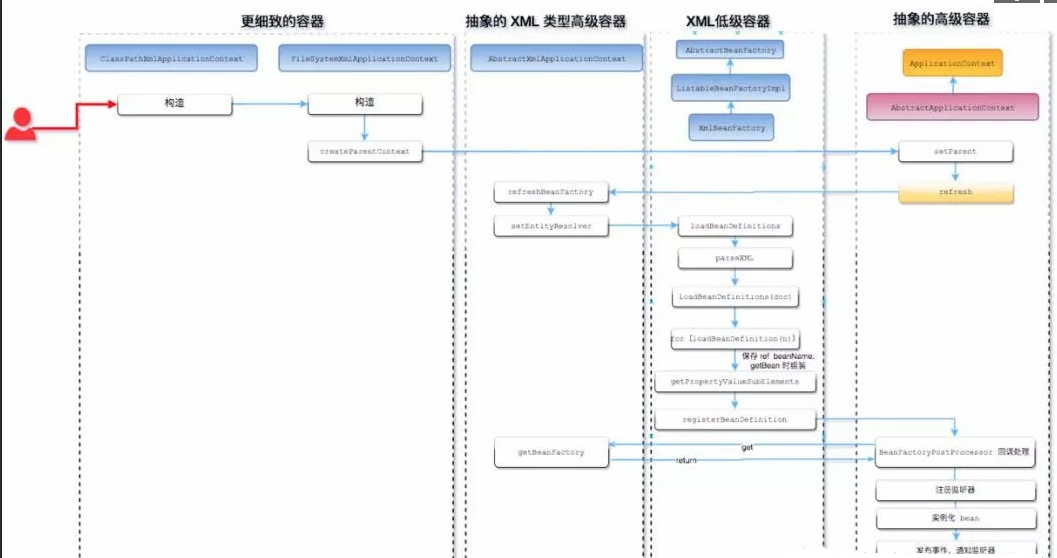 更细致的容器
抽象的 XML 类型高级容器
XML低级容器
抽象的高级容器
ClassPathXmlApplicationContext
FileSystemXmlApplicationContext
AbstractXmlApplicationContext
AbstractBeanFactory
ApplicationContext
ListableBeanFactoryImpl
AbstractApplicationContext
XmlBeanFactory
构造
构造
createParentContext
setParent
refreshBeanFactory
refresh
setEntityResolver
loadBeanDefinitions
parseXML
loadBeanDefinitions(doc)
for {loadBeanDefinition(n)}
保存 ref beanName,
getBean 时组装
getPropertyValueSubElements
registerBeanDefinition
getBeanFactory
get
return
BeanFactoryPostProcessor 回调处理
注册监听器
实例化 bean
发布事件，通知监听器